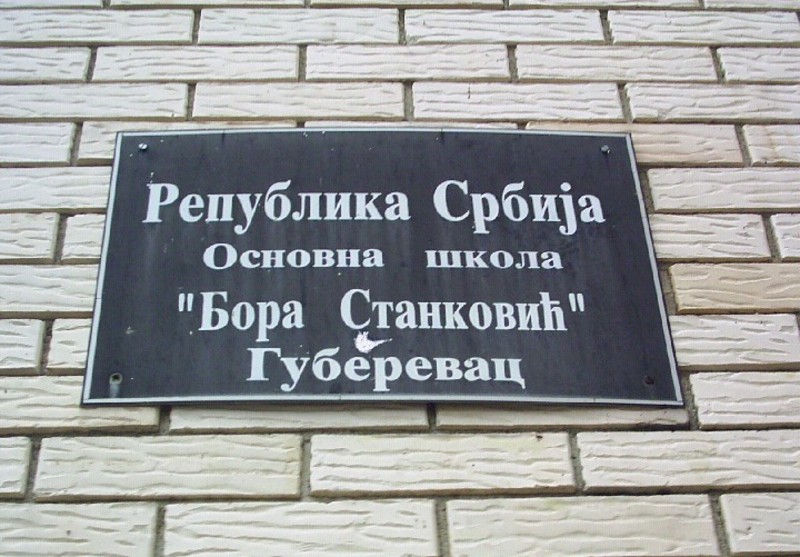 Република Србија
Основна школа
"Бора Станковић"
Губеревац